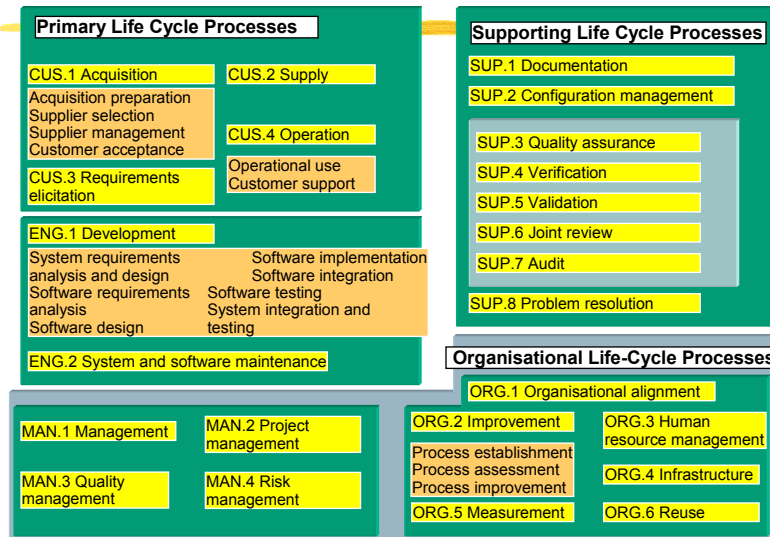 Primary Life Cycle Processes
CUS.1 Acquisition
Acquisition preparation
Supplier selection
Supplier management
Customer acceptance
CUS.3 Requirements
elicitation
CUS.2 Supply
CUS.4 Operation
Operational use
Customer support
ENG.1 Development
System requirements
analysis and design
Software requirements
analysis
Software design
Software implementation
Software integration
Software testing
System integration and
testing
ENG.2 System and software maintenance
Supporting Life Cycle Processes
SUP.1 Documentation
SUP.2 Configuration management
SUP.3 Quality assurance
SUP.4 Verification
SUP.5 Validation
SUP.6 Joint review
SUP.7 Audit
SUP.8 Problem resolution
Organisational Life-Cycle Processes
MAN.1 Management
MAN.2 Project
management
MAN.3 Quality
management
MAN.4 Risk
management
ORG.1 Organisational alignment
ORG.2 Improvement
Process establishment
Process assessment
Process improvement
ORG.5 Measurement
ORG.3 Human
resource management
ORG.4 Infrastructure
ORG.6 Reuse